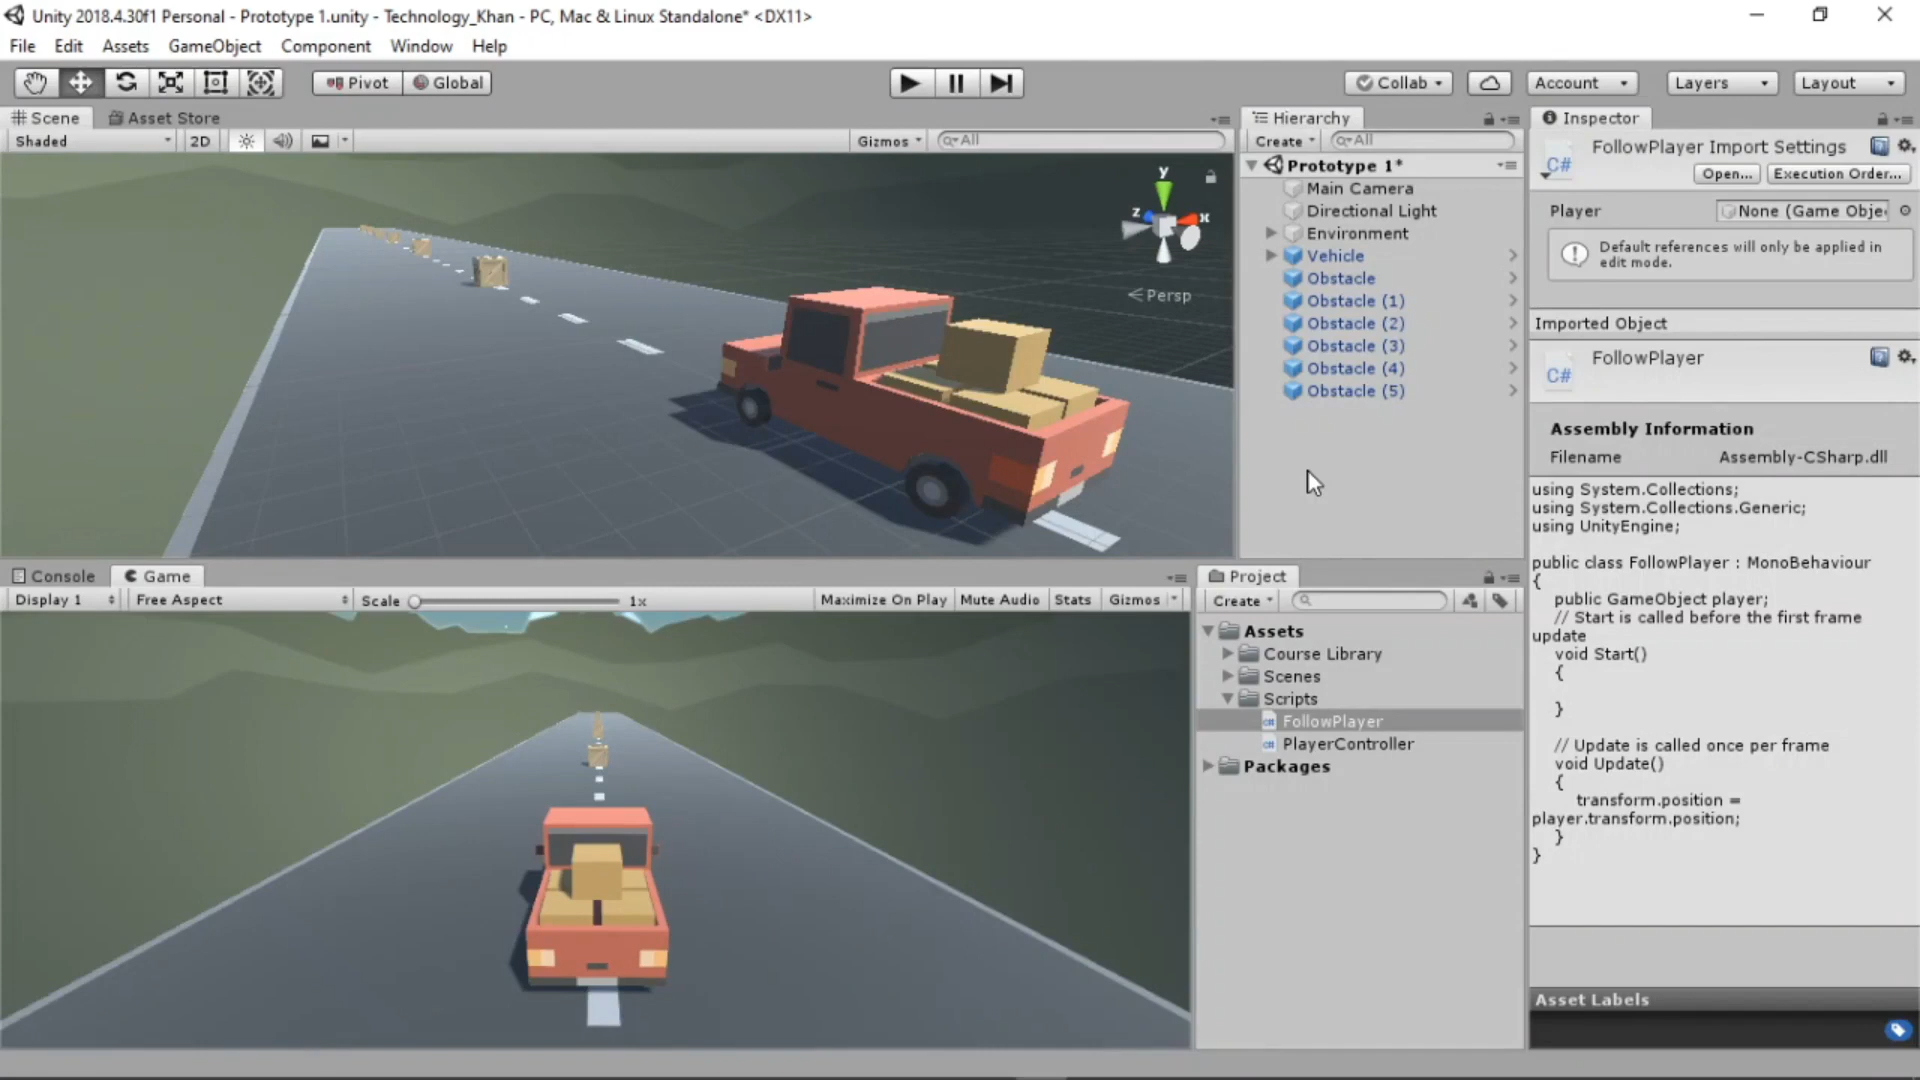 Unity 2018.4.30f1 Personal - Prototype 1.unity - Technology_Khan - PC, Mac & Linux Standalone* <DX11>
File Edit Assets GameObject Component Window Help
Pivot Global Collab Account Layers Layout
Scene Asset Store
Shaded 2D Gizmos All
y
z x
Persp
Hierarchy
Create All
Prototype 1*
Main Camera
Directional Light
Environment
Vehicle
Obstacle
Obstacle (1)
Obstacle (2)
Obstacle (3)
Obstacle (4)
Obstacle (5)
Inspector
FollowPlayer Import Settings
C#
Open... Execution Order...
Player None (Game Obje
Default references will only be applied in
edit mode.
Imported Object
FollowPlayer
C#
Assembly Information
Filename Assembly-CSharp.dll
using System.Collections;
using System.Collections.Generic;
using UnityEngine;
public class FollowPlayer : MonoBehaviour
{
public GameObject player;
// Start is called before the first frame
update
void Start()
{
}
// Update is called once per frame
void Update()
{
transform.position =
player.transform.position;
}
}
Asset Labels
Console Game
Display 1 Free Aspect Scale 1x Maximize On Play Mute Audio Stats Gizmos
Project
Create
Assets
Course Library
Scenes
Scripts
C# FollowPlayer
C# PlayerController
Packages